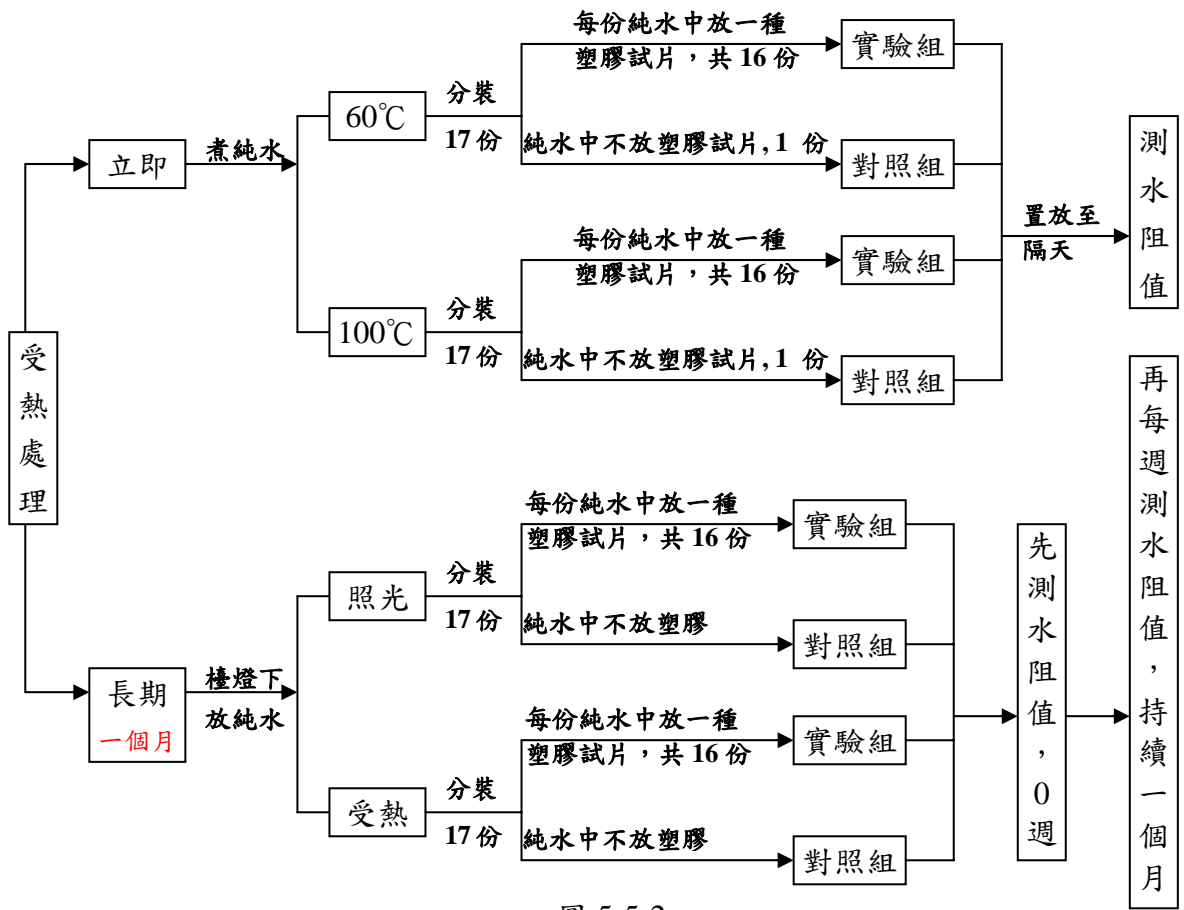 受熱處理
立即
煮純水
60℃
分裝
17份
每份純水中放一種
塑膠試片，共16份
實驗組
純水中不放塑膠試片, 1 份
對照組
100℃
分裝
17份
每份純水中放一種
塑膠試片，共16份
實驗組
純水中不放塑膠試片, 1 份
對照組
置放至
隔天
測水阻值
長期
一個月
檯燈下
放純水
照光
分裝
17份
每份純水中放一種
塑膠試片，共16份
實驗組
純水中不放塑膠
對照組
受熱
分裝
17份
每份純水中放一種
塑膠試片，共16份
實驗組
純水中不放塑膠
對照組
先測水阻值，0週
再每週測水阻值，持續一個月